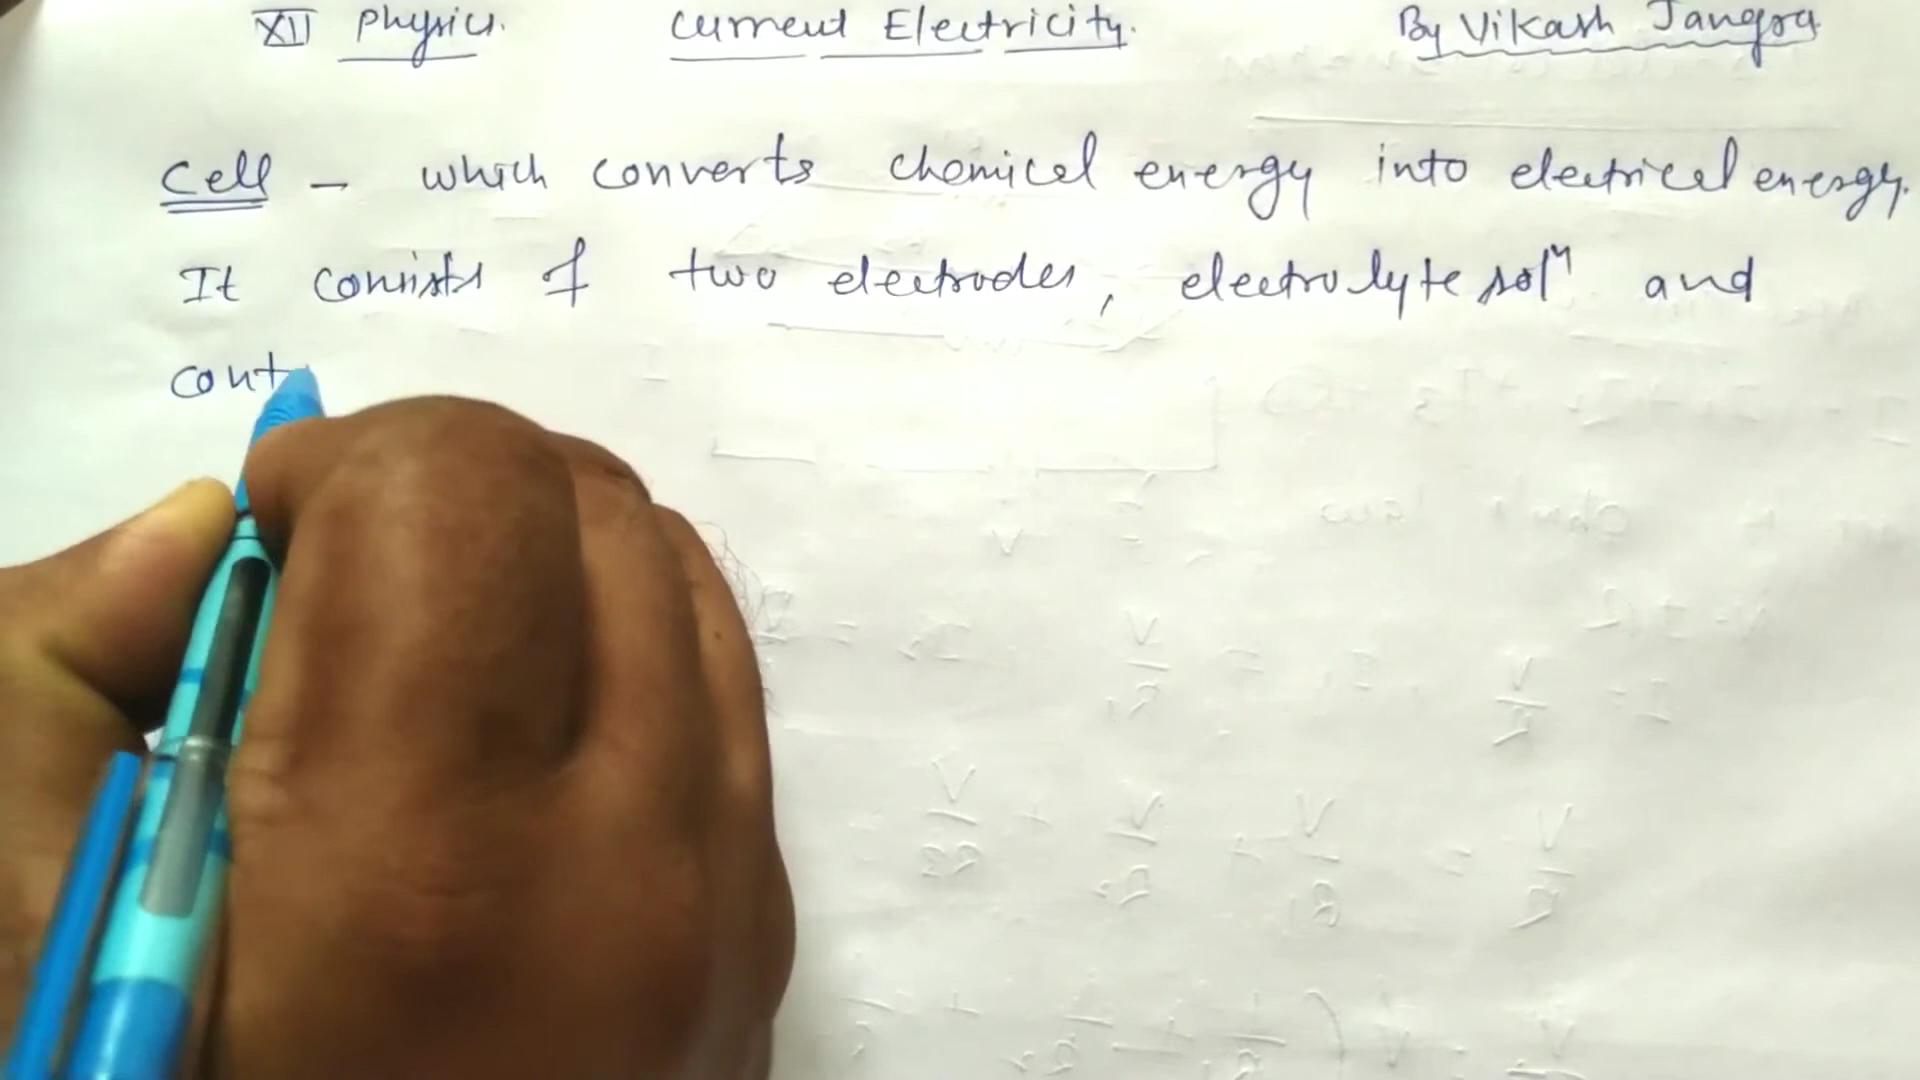 XII Physics. Current Electricity. By Vikash Jangra
Cell – which converts chemical energy into electrical energy.
It consists of two electrodes, electrolyte solⁿ and
cont